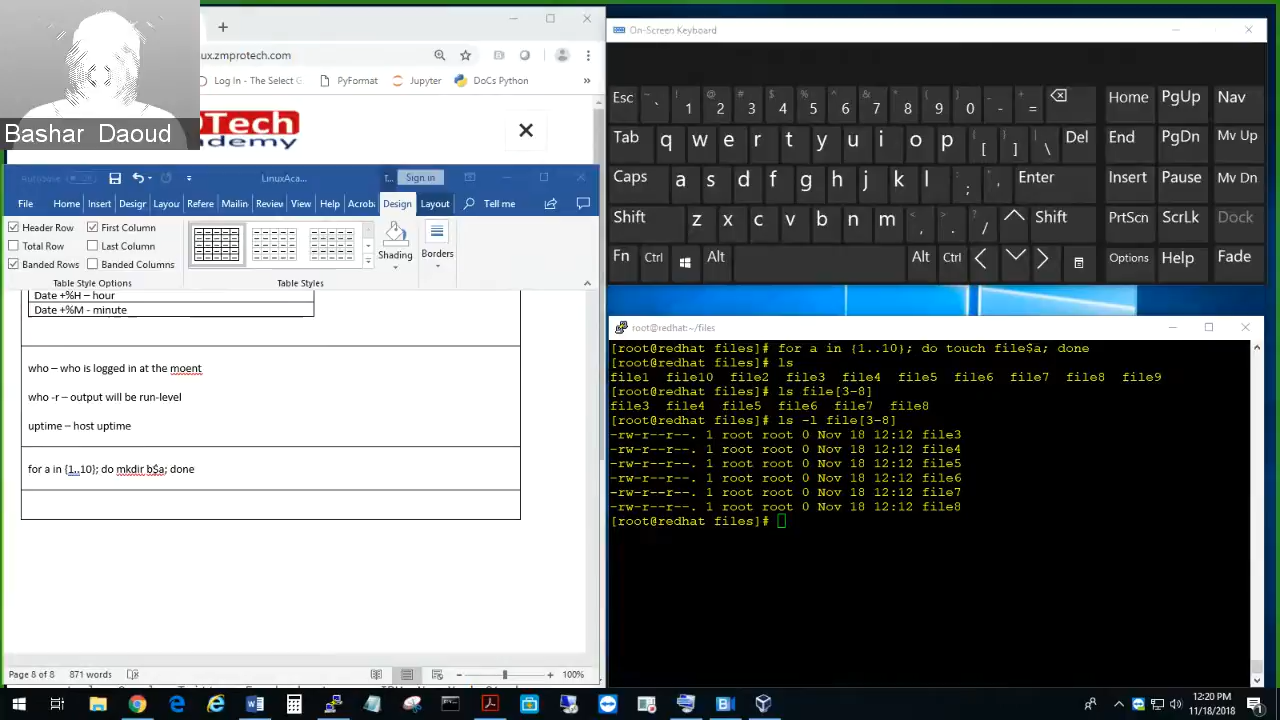 Bashar Daoud
ux.zmprotech.com
Log In - The Select G
PyFormat
Jupyter
DoCs Python
»
Tech
demy
LinuxAca...
T...
Sign in
File Home Insert Design Layou Refere Mailin Review View Help Acroba Design Layout Tell me
Header Row First Column
Total Row Last Column
Banded Rows Banded Columns
Shading Borders
Table Style Options Table Styles
Date +%H – hour
Date +%M - minute
who – who is logged in at the moent
who -r – output will be run-level
uptime – host uptime
for a in {1..10}; do mkdir b$a; done
Page 8 of 8 871 words 100%
On-Screen Keyboard
Esc ~ ` ! 1 @ 2 # 3 $ 4 % 5 ^ 6 & 7 * 8 ( 9 ) 0 _ - + = Home PgUp Nav
Tab q w e r t y u i o p { [ } ] | \ Del End PgDn Mv Up
Caps a s d f g h j k l : ; " ' Enter Insert Pause Mv Dn
Shift z x c v b n m < , > . ? / Shift PrtScn ScrLk Dock
Fn Ctrl Alt Alt Ctrl Options Help Fade
root@redhat:~/files
[root@redhat files]# for a in {1..10}; do touch file$a; done
[root@redhat files]# ls
file1 file10 file2 file3 file4 file5 file6 file7 file8 file9
[root@redhat files]# ls file[3-8]
file3 file4 file5 file6 file7 file8
[root@redhat files]# ls -l file[3-8]
-rw-r--r--. 1 root root 0 Nov 18 12:12 file3
-rw-r--r--. 1 root root 0 Nov 18 12:12 file4
-rw-r--r--. 1 root root 0 Nov 18 12:12 file5
-rw-r--r--. 1 root root 0 Nov 18 12:12 file6
-rw-r--r--. 1 root root 0 Nov 18 12:12 file7
-rw-r--r--. 1 root root 0 Nov 18 12:12 file8
[root@redhat files]#
12:20 PM
11/18/2018